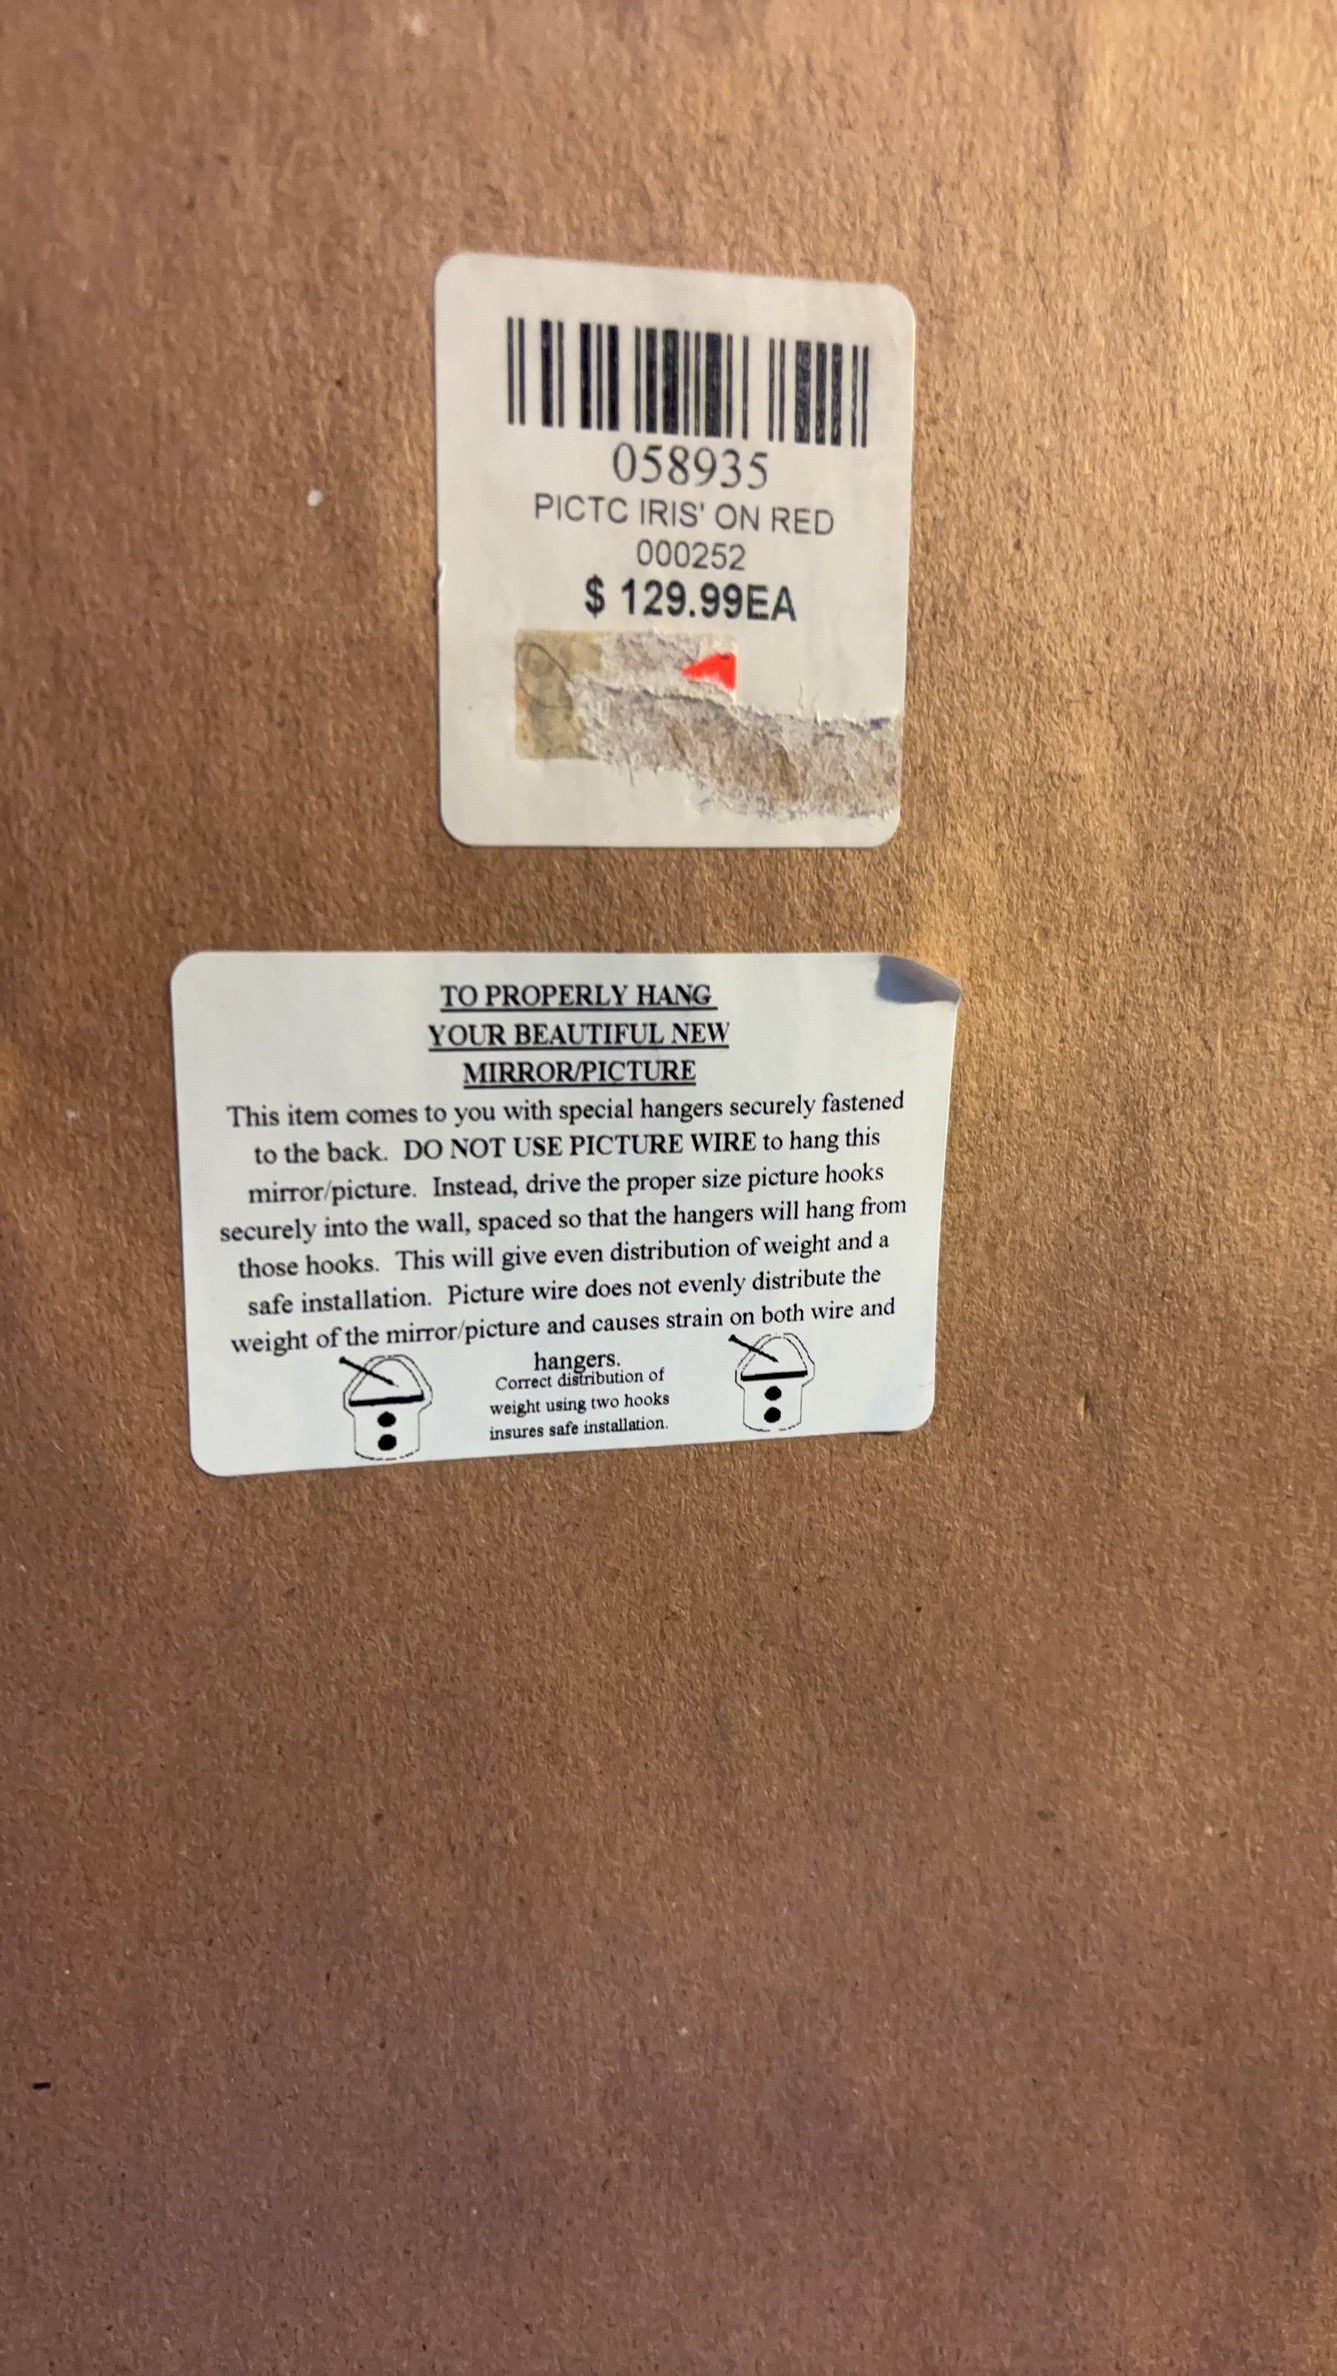 058935
PICTC IRIS' ON RED
000252
$ 129.99EA
TO PROPERLY HANG
YOUR BEAUTIFUL NEW
MIRROR/PICTURE
This item comes to you with special hangers securely fastened
to the back. DO NOT USE PICTURE WIRE to hang this
mirror/picture. Instead, drive the proper size picture hooks
securely into the wall, spaced so that the hangers will hang from
those hooks. This will give even distribution of weight and a
safe installation. Picture wire does not evenly distribute the
weight of the mirror/picture and causes strain on both wire and
hangers.
Correct distribution of
weight using two hooks
insures safe installation.